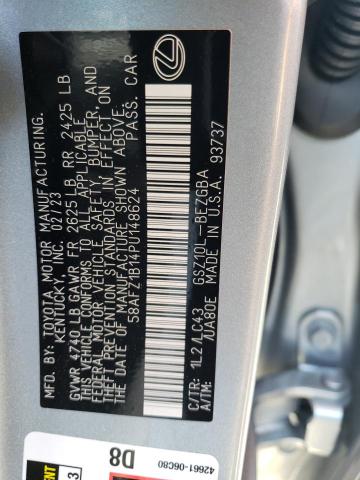 MFD. BY: TOYOTA MOTOR MANUFACTURING.
KENTUCKY, INC. 02/23
GVWR 4740 LB GAWR FR 2625 LB RR 2425 LB
THIS VEHICLE CONFORMS TO ALL APPLICABLE
FEDERAL MOTOR VEHICLE SAFETY, BUMPER, AND
THEFT PREVENTION STANDARDS IN EFFECT ON
THE DATE OF MANUFACTURE SHOWN ABOVE.
58AFZ1B14PU148624 PASS. CAR
C/TR: 1L2/LC43 GSZ10L-BEZGBA
A/TM: /UA80E MADE IN U.S.A. 93737
D8
42661-06C80